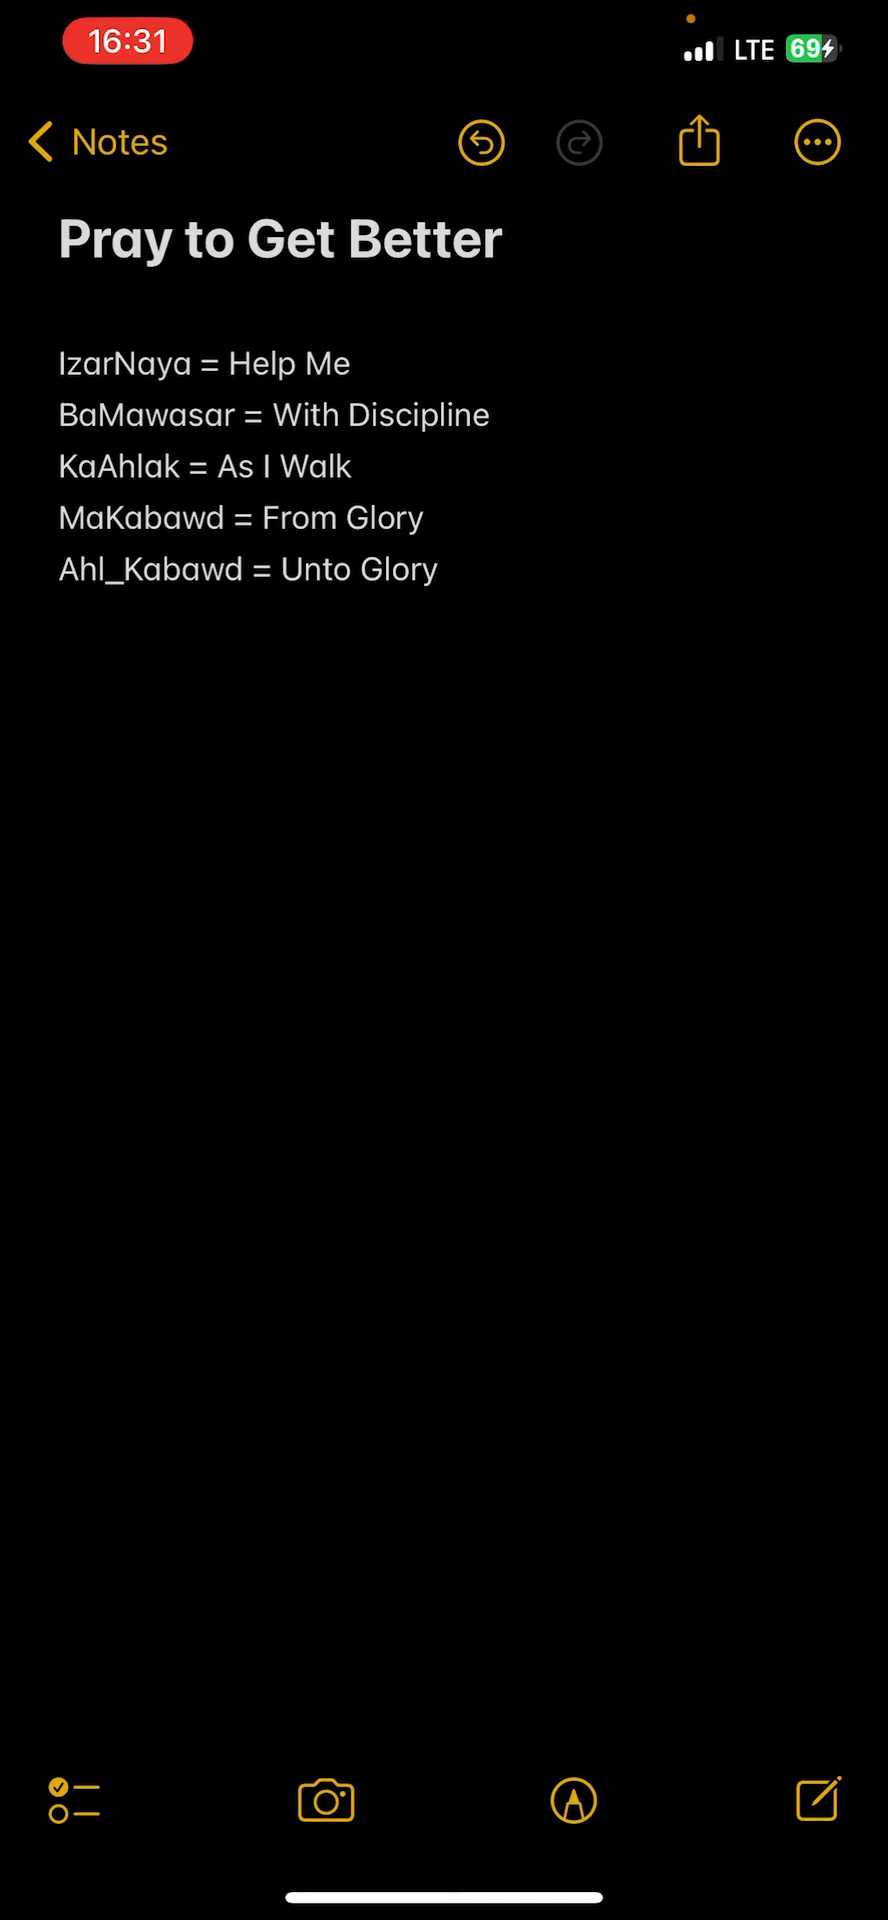 16:31
LTE 69
Notes
Pray to Get Better
IzarNaya = Help Me
BaMawasar = With Discipline
KaAhlak = As I Walk
MaKabawd = From Glory
Ahl_Kabawd = Unto Glory